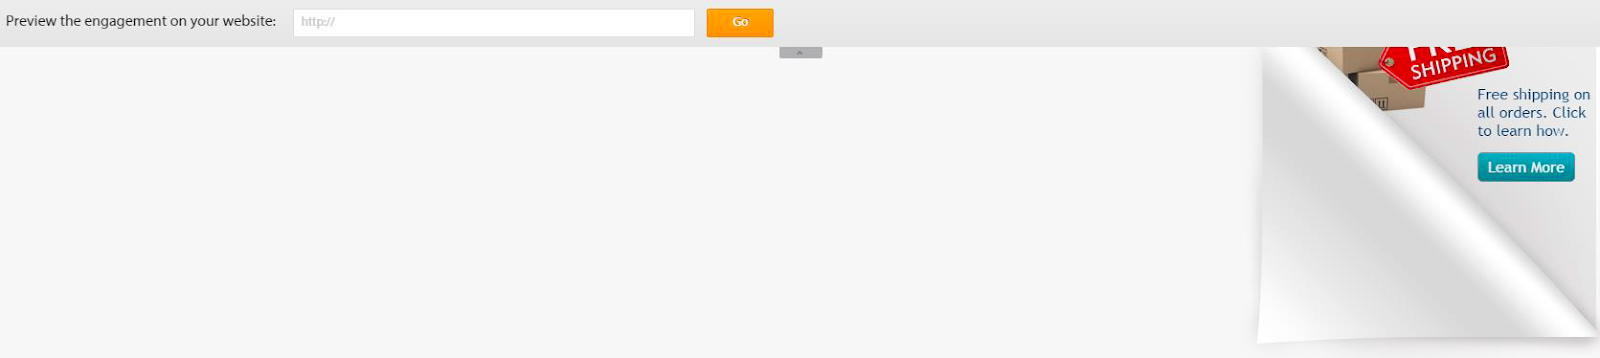 Preview the engagement on your website:
http://
Go
SHIPPING
Free shipping on
all orders. Click
to learn how.
Learn More